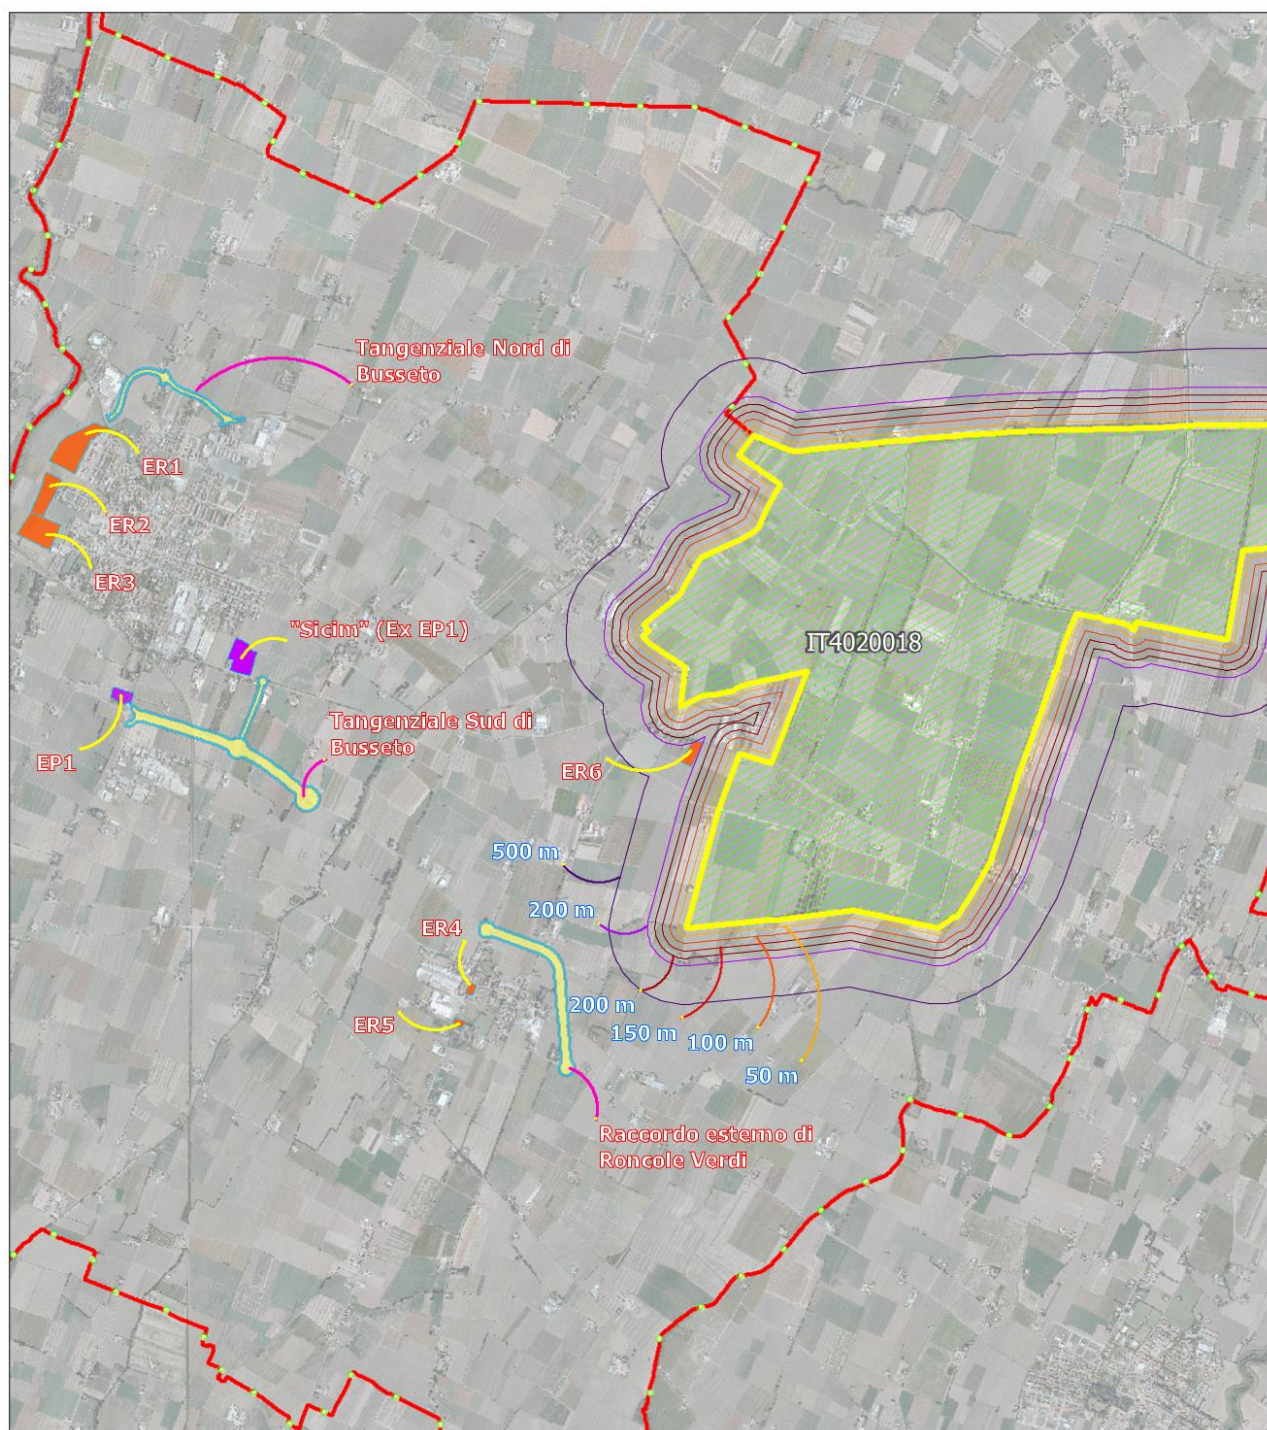 Tangenziale Nord di
Busseto
ER1
ER2
ER3
"Sicim" (Ex EP1)
IT4020018
Tangenziale Sud di
Busseto
EP1
ER6
500 m
200 m
ER4
200 m
ER5
150 m
100 m
50 m
Raccordo esterno di
Roncole Verdi